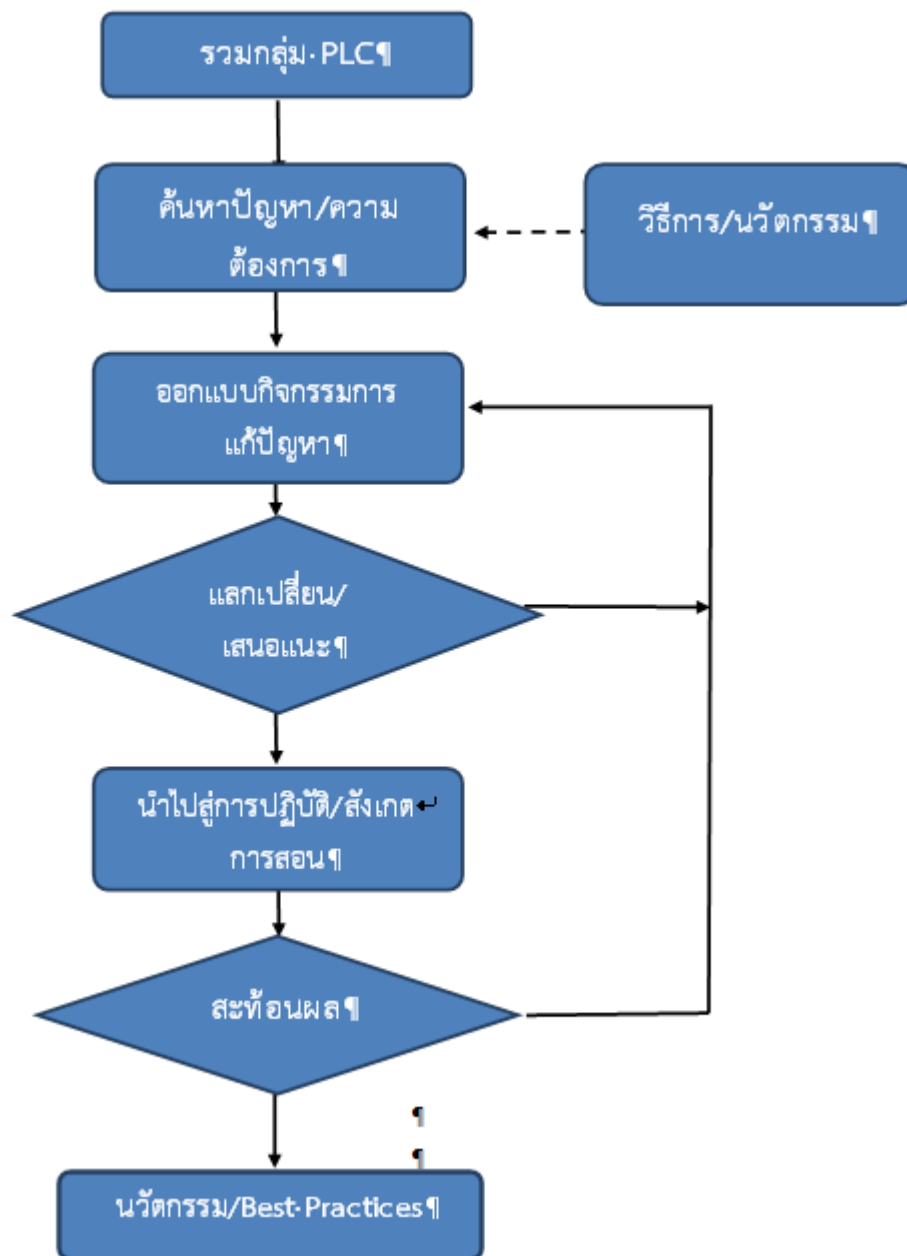 รวมกลุ่ม·PLC¶
ค้นหาปัญหา/ความ
ต้องการ¶
วิธีการ/นวัตกรรม¶
ออกแบบกิจกรรมการ
แก้ปัญหา¶
แลกเปลี่ยน/
เสนอแนะ¶
นำไปสู่การปฏิบัติ/สังเกต↵
การสอน¶
สะท้อนผล¶
¶
¶
นวัตกรรม/Best·Practices¶